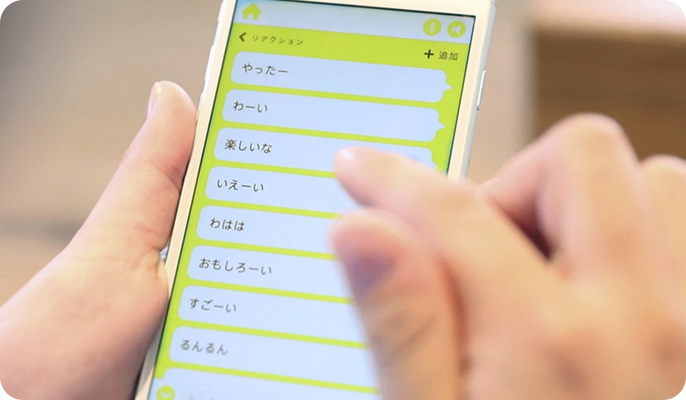 リアクション
+ 追加
やったー
わーい
楽しいな
いえーい
わはは
おもしろーい
すごーい
るんるん